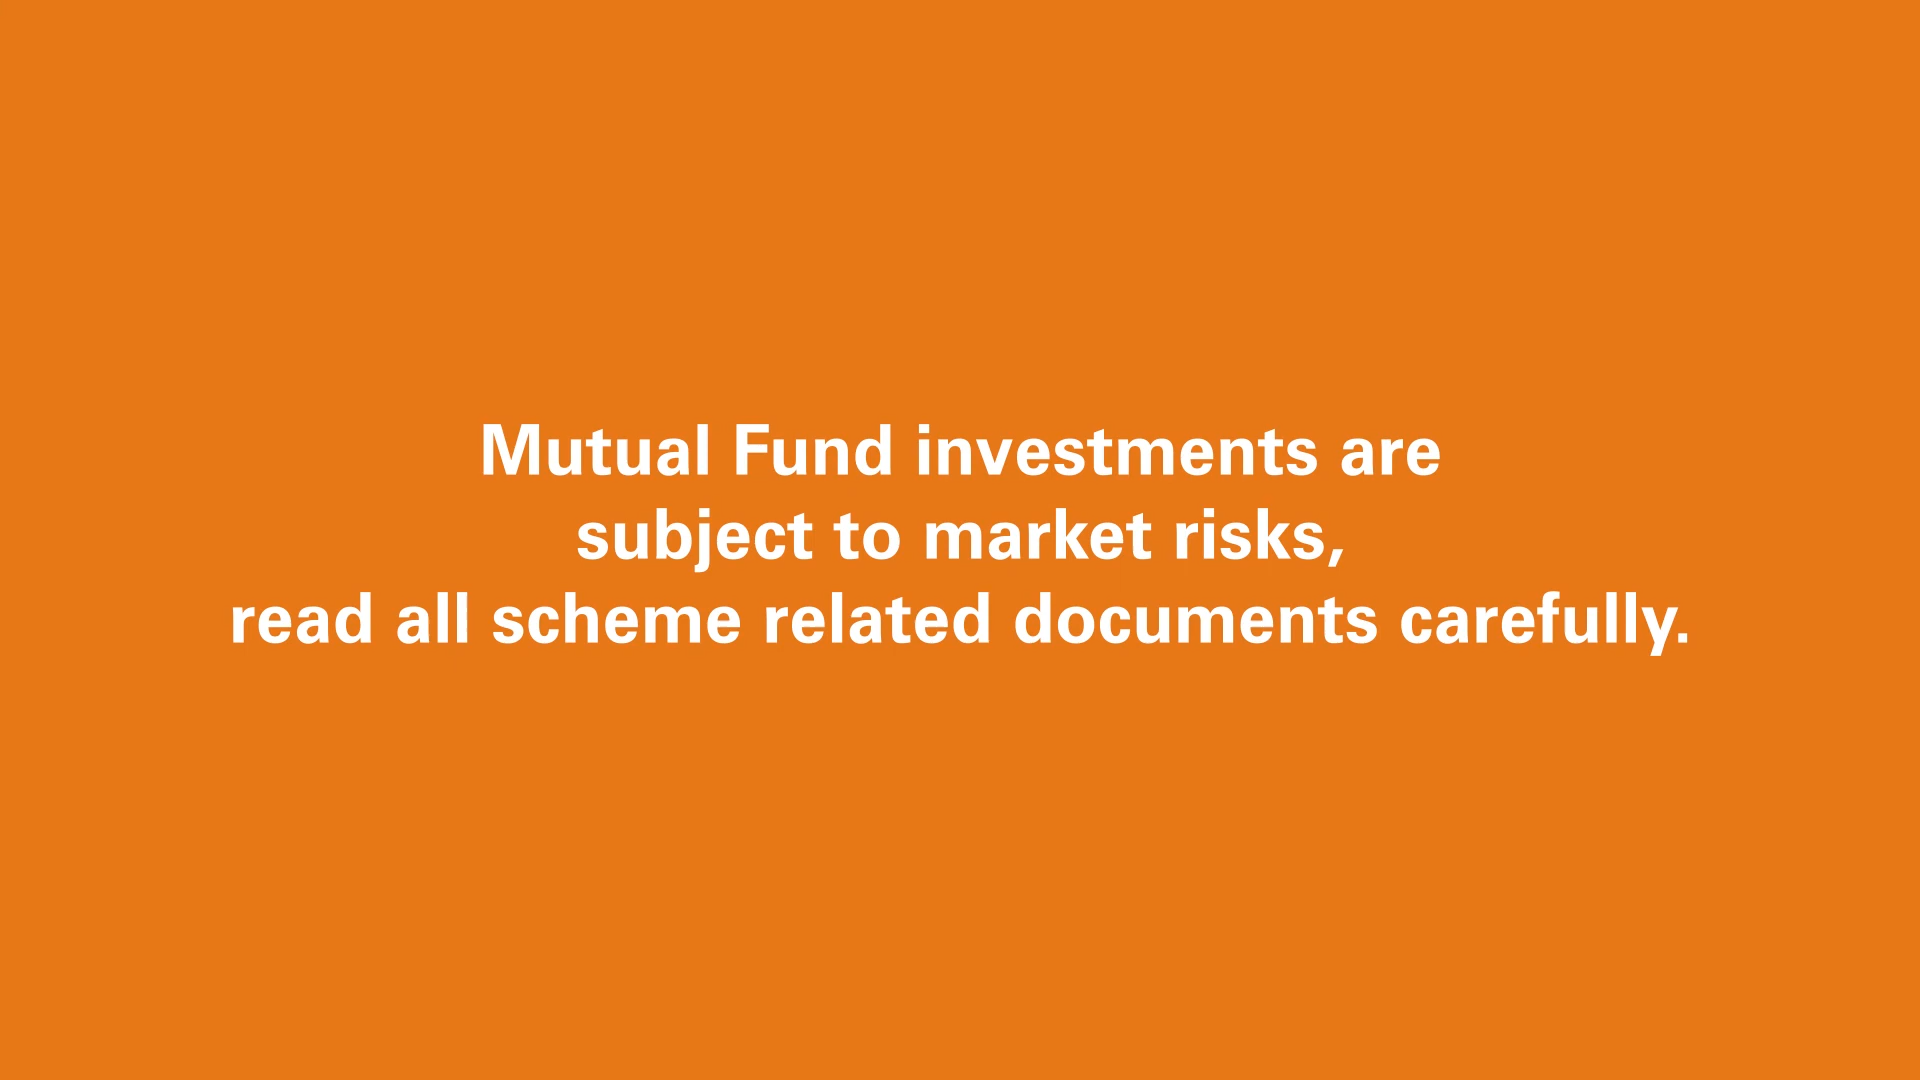 Mutual Fund investments are
subject to market risks,
read all scheme related documents carefully.